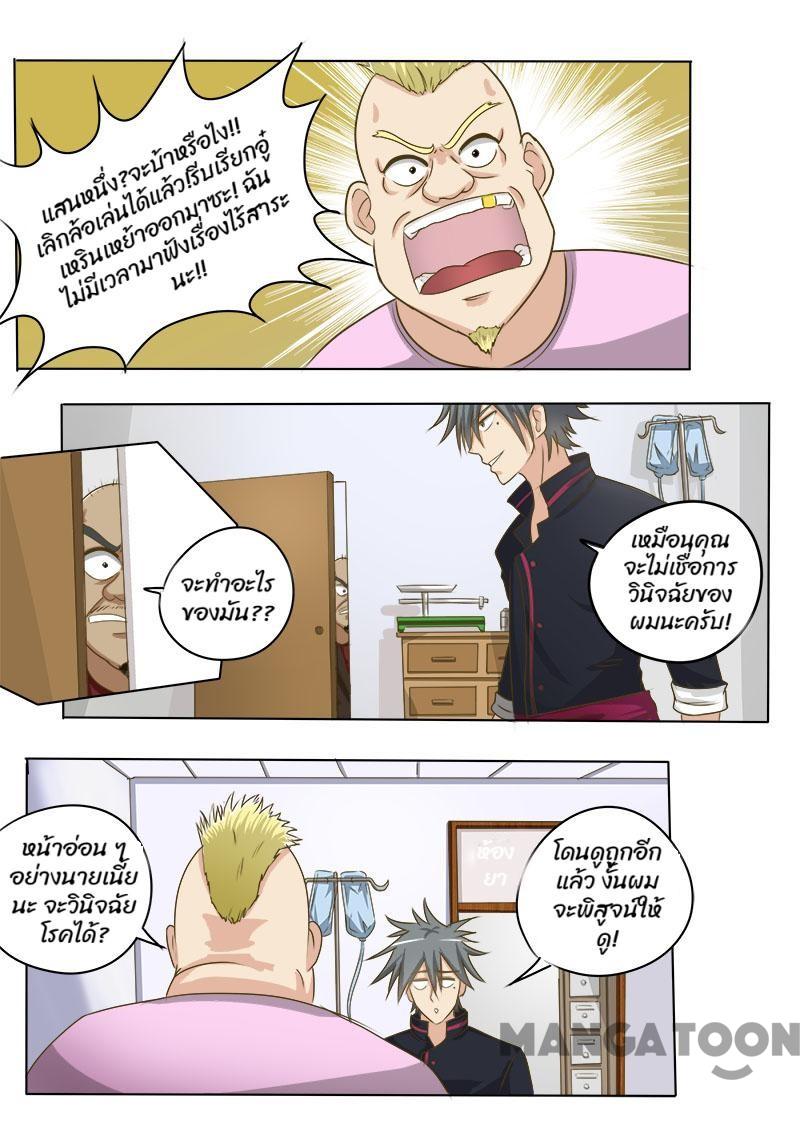 แสนหนึ่ง?จะบ้าหรือไง!!
เลิกล้อเล่นได้แล้ว!รีบเรียกอู๋
เหรินเหย้าออกมาซะ! ฉัน
ไม่มีเวลามาฟังเรื่องไร้สาระ
นะ!!
เหมือนคุณ
จะไม่เชื่อการ
วินิจฉัยของ
ผมนะครับ!
จะทำอะไร
ของมัน??
หน้าอ่อน ๆ
อย่างนายเนี่ย
นะ จะวินิจฉัย
โรคได้?
ห้อง
ยา
โดนดูถูกอีก
แล้ว งั้นผม
จะพิสูจน์ให้
ดู!
MANGATOON